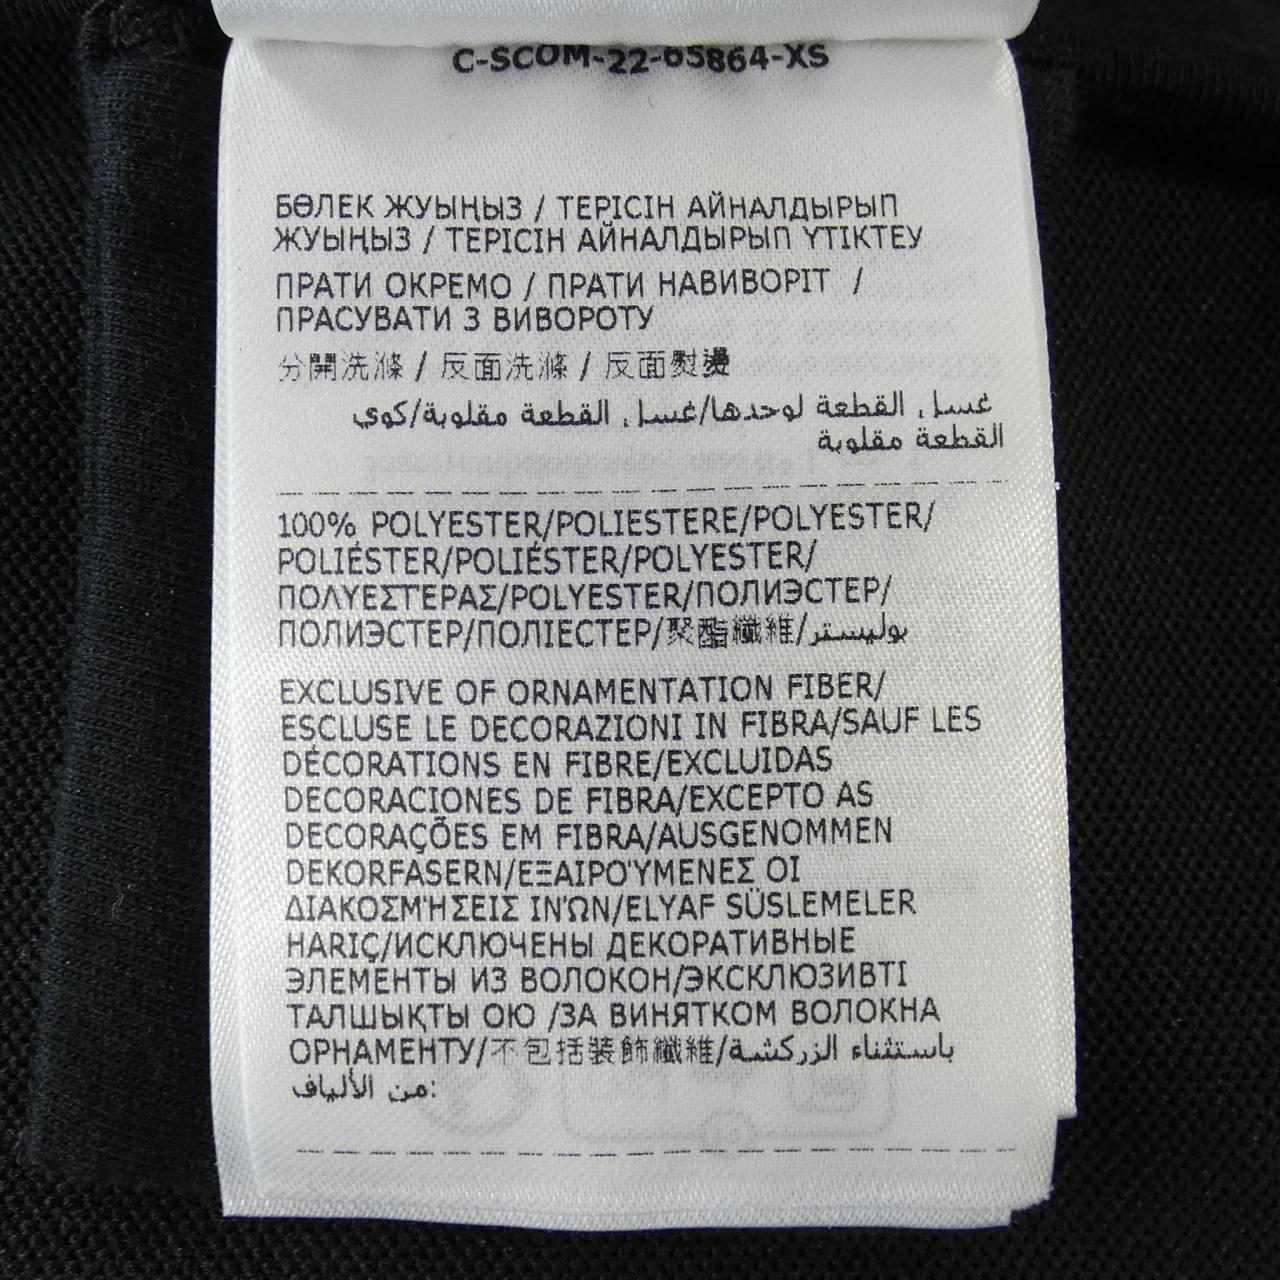 C-SCOM-22-65864-XS
БӨЛЕК ЖУЫҢЫЗ / ТЕРІСІН АЙНАЛДЫРЫП
ЖУЫҢЫЗ / ТЕРІСІН АЙНАЛДЫРЫП ҮТІКТЕУ
ПРАТИ ОКРЕМО / ПРАТИ НАВИВОРІТ /
ПРАСУВАТИ З ВИВОРОТУ
分開洗滌 / 反面洗滌 / 反面熨燙
غسل القطعة لوحدها/غسل القطعة مقلوبة/كوي
القطعة مقلوبة
100% POLYESTER/POLIESTERE/POLYESTER/
POLIÉSTER/POLIÉSTER/POLYESTER/
ΠΟΛΥΕΣΤΈΡΑΣ/POLYESTER/ПОЛИЭСТЕР/
ПОЛИЭСТЕР/ПОЛІЕСТЕР/聚酯纖維/بوليستر
EXCLUSIVE OF ORNAMENTATION FIBER/
ESCLUSE LE DECORAZIONI IN FIBRA/SAUF LES
DÉCORATIONS EN FIBRE/EXCLUIDAS
DECORACIONES DE FIBRA/EXCEPTO AS
DECORAÇÕES EM FIBRA/AUSGENOMMEN
DEKORFASERN/ΕΞΑΙΡΟΎΜΕΝΕΣ ΟΙ
ΔΙΑΚΟΣΜΉΣΕΙΣ ΙΝΏΝ/ELYAF SÜSLEMELER
HARIÇ/ИСКЛЮЧЕНЫ ДЕКОРАТИВНЫЕ
ЭЛЕМЕНТЫ ИЗ ВОЛОКОН/ЭКСКЛЮЗИВТІ
ТАЛШЫҚТЫ ОЮ /ЗА ВИНЯТКОМ ВОЛОКНА
ОРНАМЕНТУ/不包括裝飾纖維/باستثناء الزركشة
من الألياف: